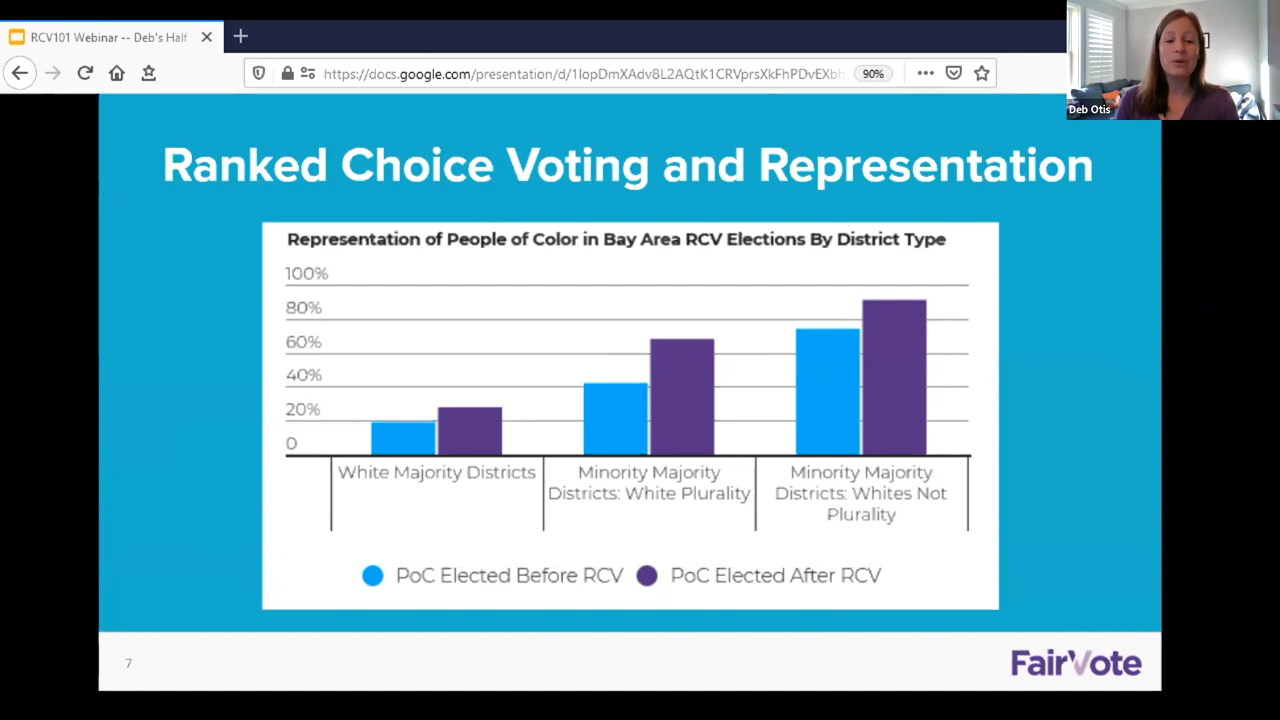 RCV101 Webinar -- Deb's Half
https://docs.google.com/presentation/d/1IopDmXAdv8L2AQtK1CRVprsXkFhPDvEXb
90%
Deb Otis
Ranked Choice Voting and Representation
Representation of People of Color in Bay Area RCV Elections By District Type
100%
80%
60%
40%
20%
0
White Majority Districts
Minority Majority
Districts: White Plurality
Minority Majority
Districts: Whites Not
Plurality
PoC Elected Before RCV
PoC Elected After RCV
7
FairVote